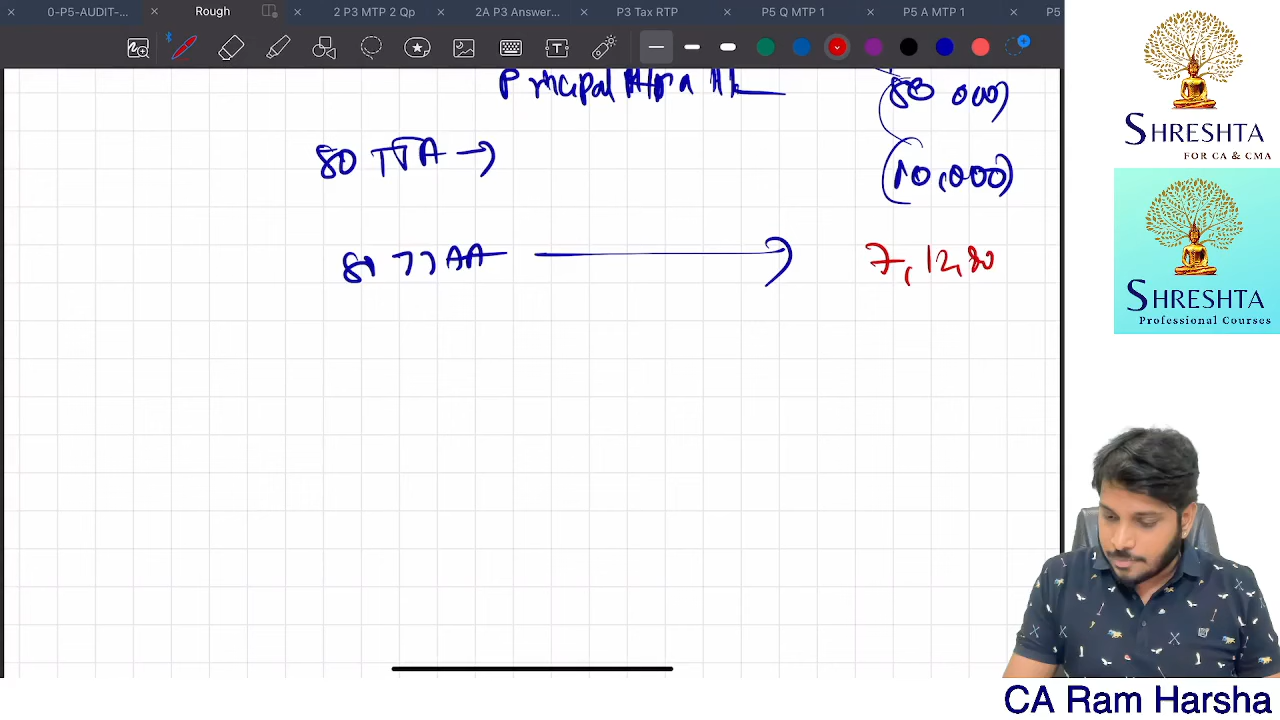 0-P5-AUDIT-... Rough 2 P3 MTP 2 Qp 2A P3 Answer... P3 Tax RTP P5 Q MTP 1 P5 A MTP 1 P5
Principal
80 000)
80 TTA →
(10,000)
80 JJAA → 7,12,80
SHRESHTA
FOR CA & CMA
SHRESHTA
Professional Courses
CA Ram Harsha